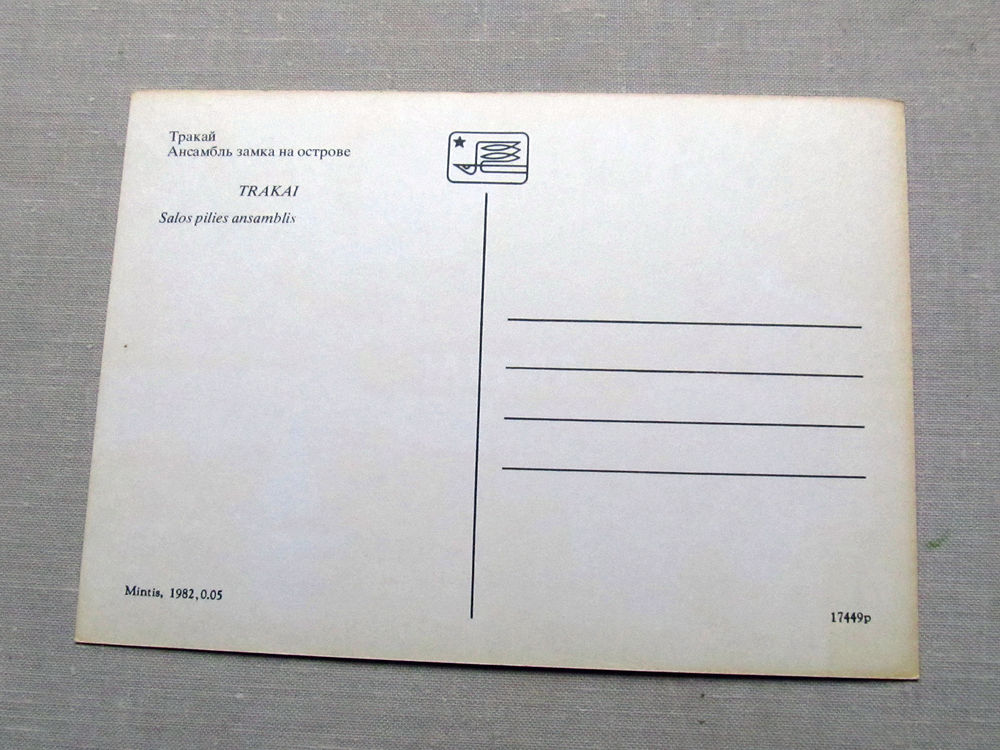 Тракай
Ансамбль замка на острове
TRAKAI
Salos pilies ansamblis
Mintis, 1982, 0.05
17449p